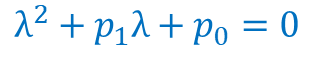 λ² + p₁λ + p₀ = 0